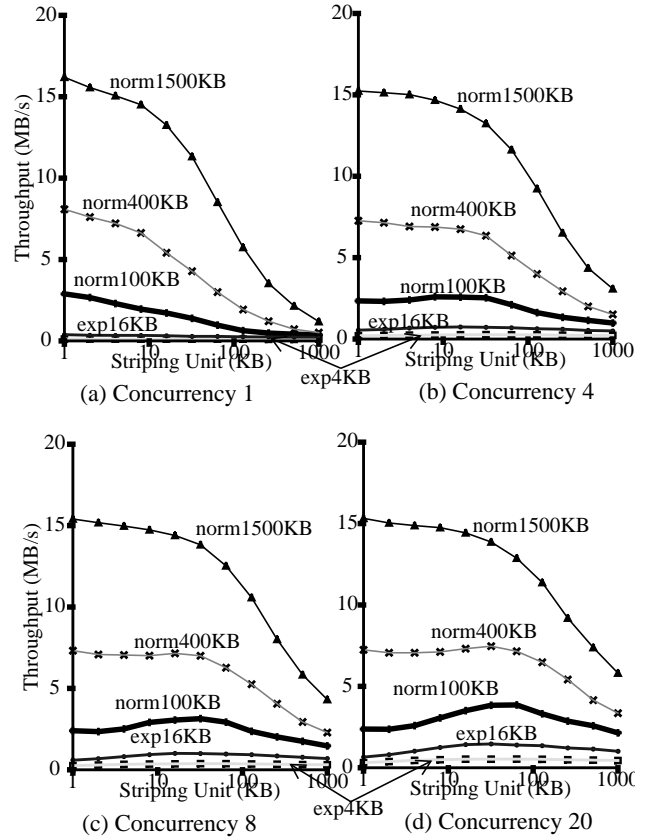 20
15
10
5
0
Throughput (MB/s)
norm1500KB
norm400KB
norm100KB
exp16KB
1 10 100 1000
Striping Unit (KB)
(a) Concurrency 1
20
15
10
5
0
norm1500KB
norm400KB
norm100KB
exp16KB
1 10 100 1000
Striping Unit (KB)
exp4KB
(b) Concurrency 4
20
15
10
5
0
Throughput (MB/s)
norm1500KB
norm400KB
norm100KB
exp16KB
1 10 100 1000
Striping Unit (KB)
(c) Concurrency 8
20
15
10
5
0
norm1500KB
norm400KB
norm100KB
exp16KB
1 10 100 1000
Striping Unit (KB)
exp4KB
(d) Concurrency 20